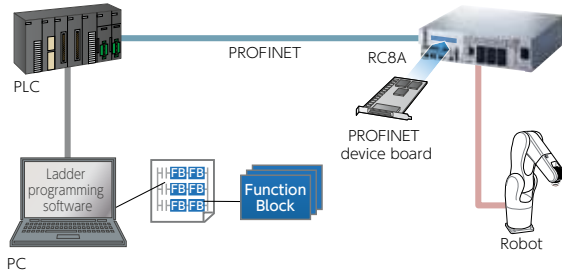 PROFINET
RC8A
PLC
PROFINET
device board
Ladder
programming
software
FB FB
FB FB
FB FB
Function
Block
Robot
PC